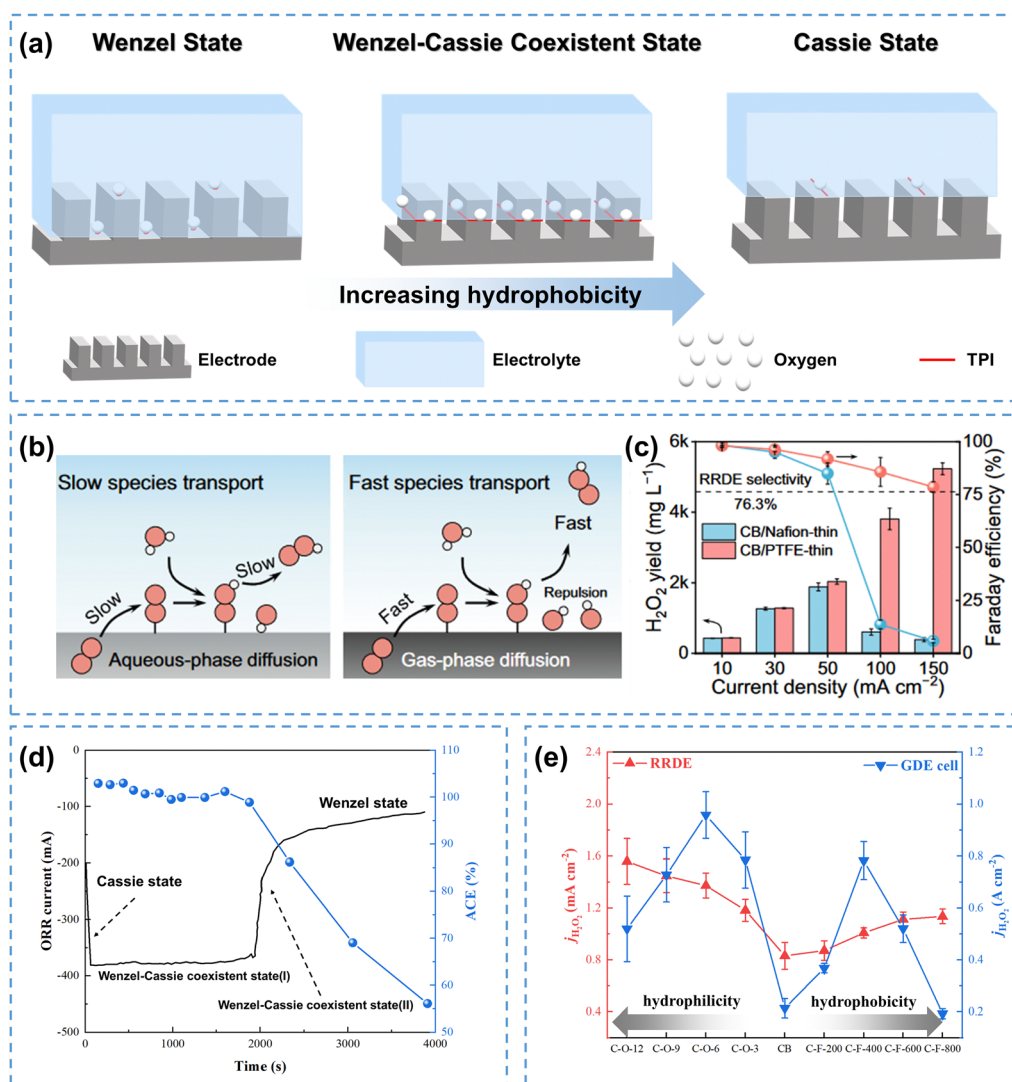 (a)
Wenzel State
Wenzel-Cassie Coexistent State
Cassie State
Increasing hydrophobicity
Electrode
Electrolyte
Oxygen
TPI
(b)
Slow species transport
Slow
Slow
Aqueous-phase diffusion
Fast species transport
Fast
Fast
Repulsion
Gas-phase diffusion
(c)
H2O2 yield (mg L−1)
6k
4k
2k
0
RRDE selectivity
76.3%
CB/Nafion-thin
CB/PTFE-thin
100
75
50
25
0
Faraday efficiency (%)
10 30 50 100 150
Current density (mA cm−2)
(d)
ORR current (mA)
0
-100
-200
-300
-400
-500
Cassie state
Wenzel state
Wenzel-Cassie coexistent state(I)
Wenzel-Cassie coexistent state(II)
110
100
90
80
70
60
50
ACE (%)
0 1000 2000 3000 4000
Time (s)
(e)
jH2O2 (mA cm-2)
2.4
2.0
1.6
1.2
0.8
0.4
RRDE
GDE cell
hydrophilicity
hydrophobicity
1.2
1.0
0.8
0.6
0.4
0.2
jH2O2 (A cm-2)
C-O-12 C-O-9 C-O-6 C-O-3 CB C-F-200 C-F-400 C-F-600 C-F-800